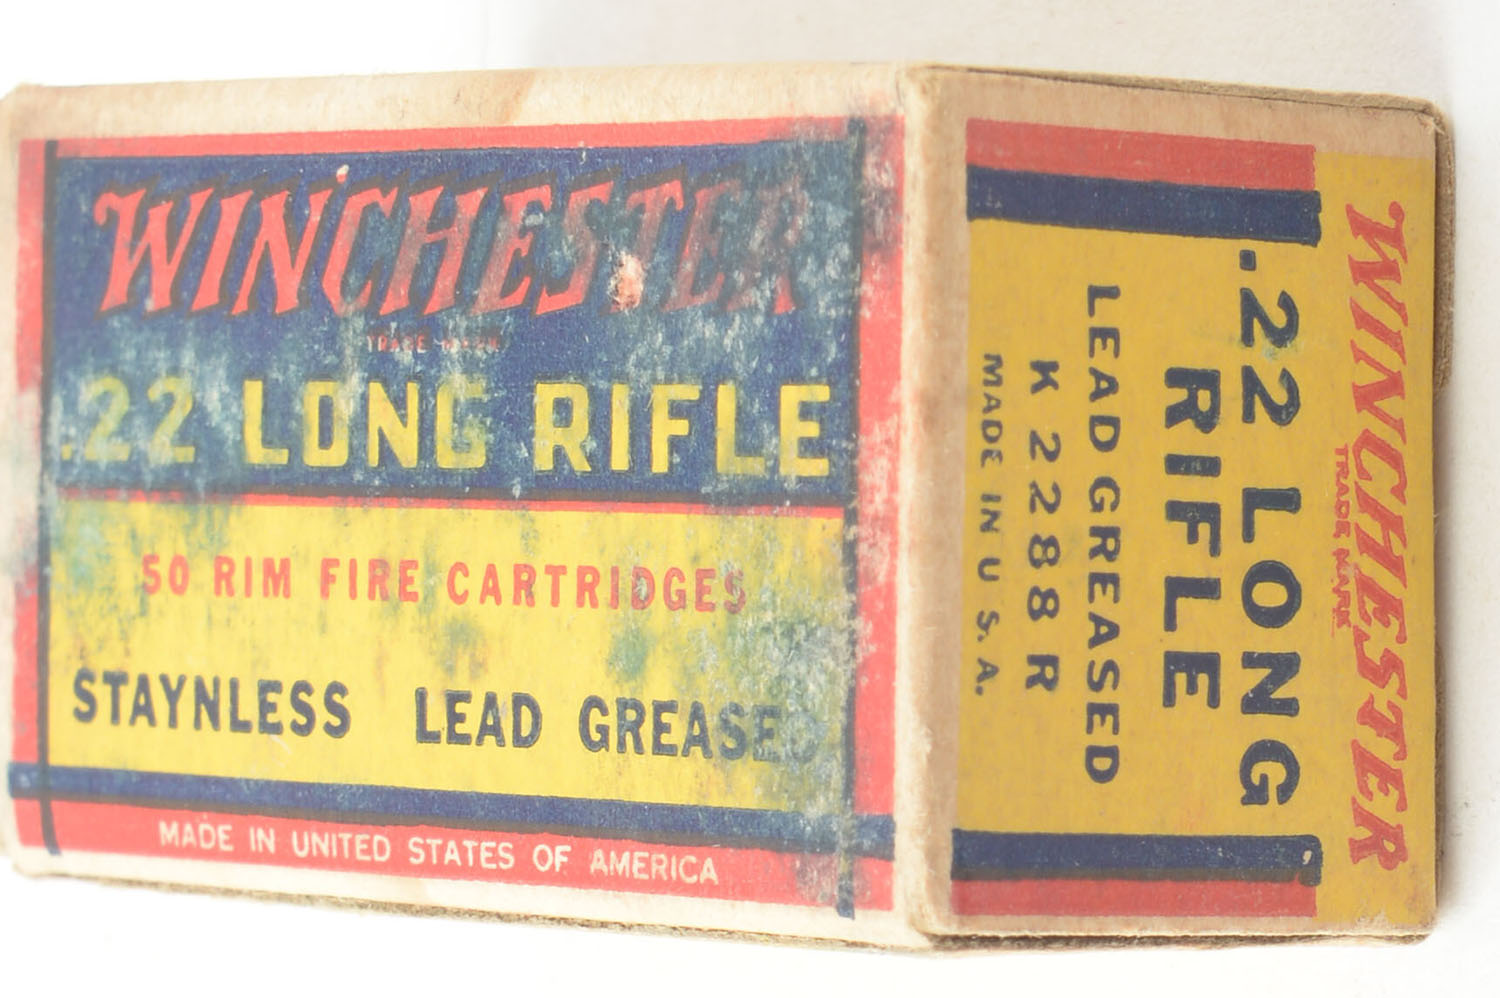 WINCHESTER
TRADE MARK
.22 LONG RIFLE
50 RIM FIRE CARTRIDGES
STAYNLESS LEAD GREASED
MADE IN UNITED STATES OF AMERICA
WINCHESTER
TRADE MARK
.22 LONG
RIFLE
LEAD GREASED
K 2288 R
MADE IN U.S.A.